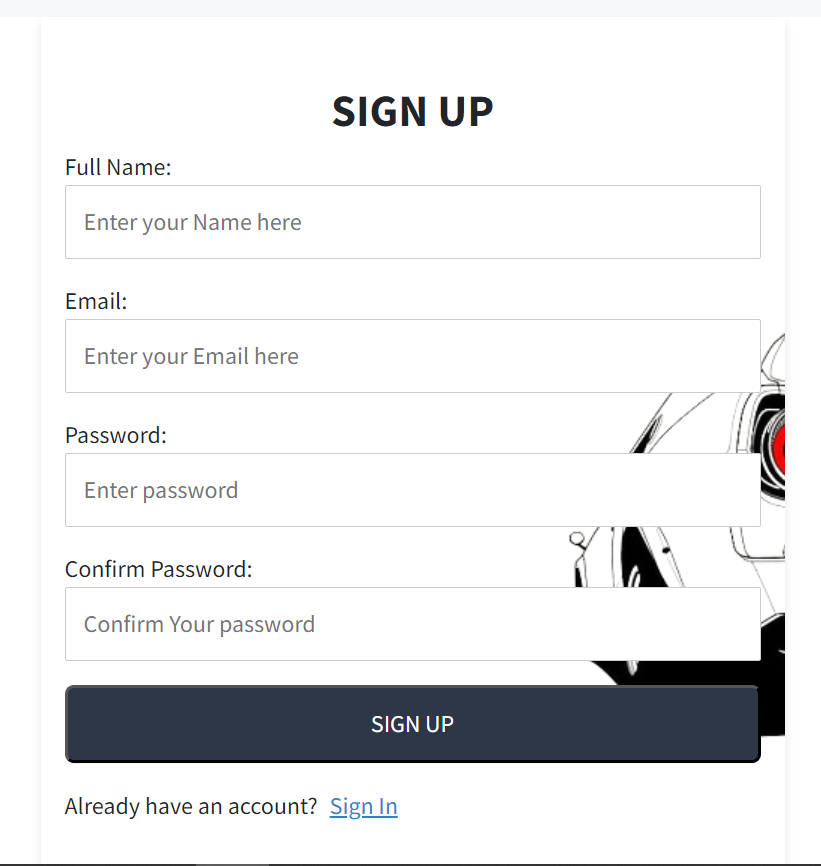 SIGN UP
Full Name:
Enter your Name here
Email:
Enter your Email here
Password:
Enter password
Confirm Password:
Confirm Your password
SIGN UP
Already have an account? Sign In